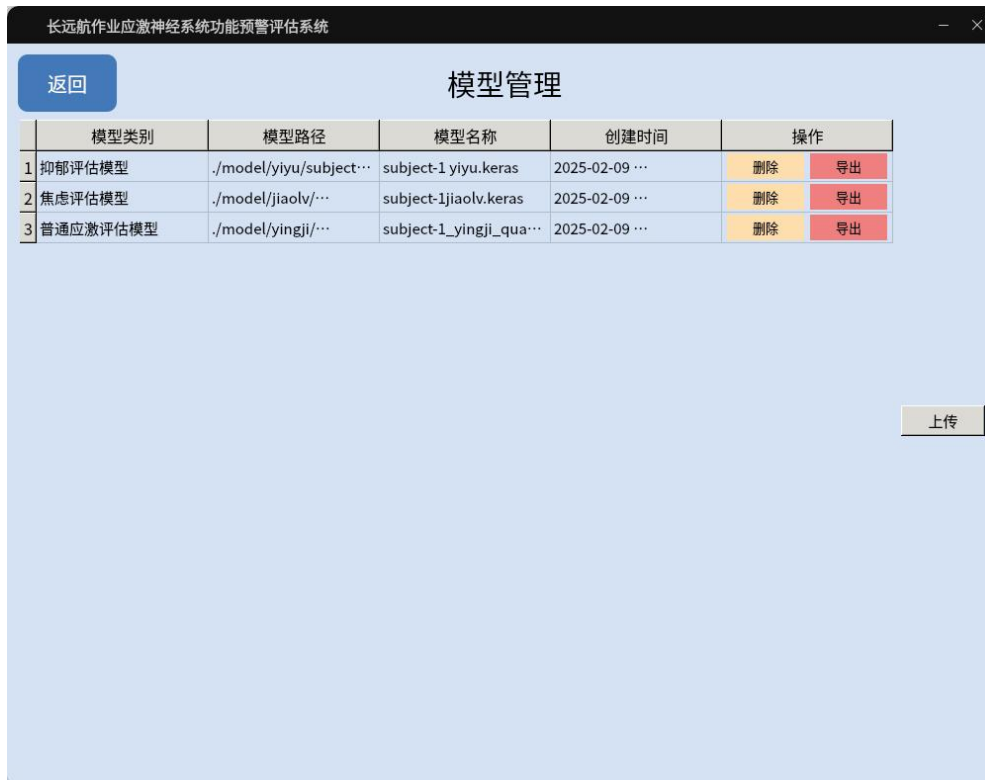 长远航作业应激神经系统功能预警评估系统
返回
模型管理
模型类别 模型路径 模型名称 创建时间 操作
1 抑郁评估模型 ./model/yiyu/subject⋯ subject-1 yiyu.keras 2025-02-09 ⋯ 删除 导出
2 焦虑评估模型 ./model/jiaolv/⋯ subject-1jiaolv.keras 2025-02-09 ⋯ 删除 导出
3 普通应激评估模型 ./model/yingji/⋯ subject-1_yingji_qua⋯ 2025-02-09 ⋯ 删除 导出
上传